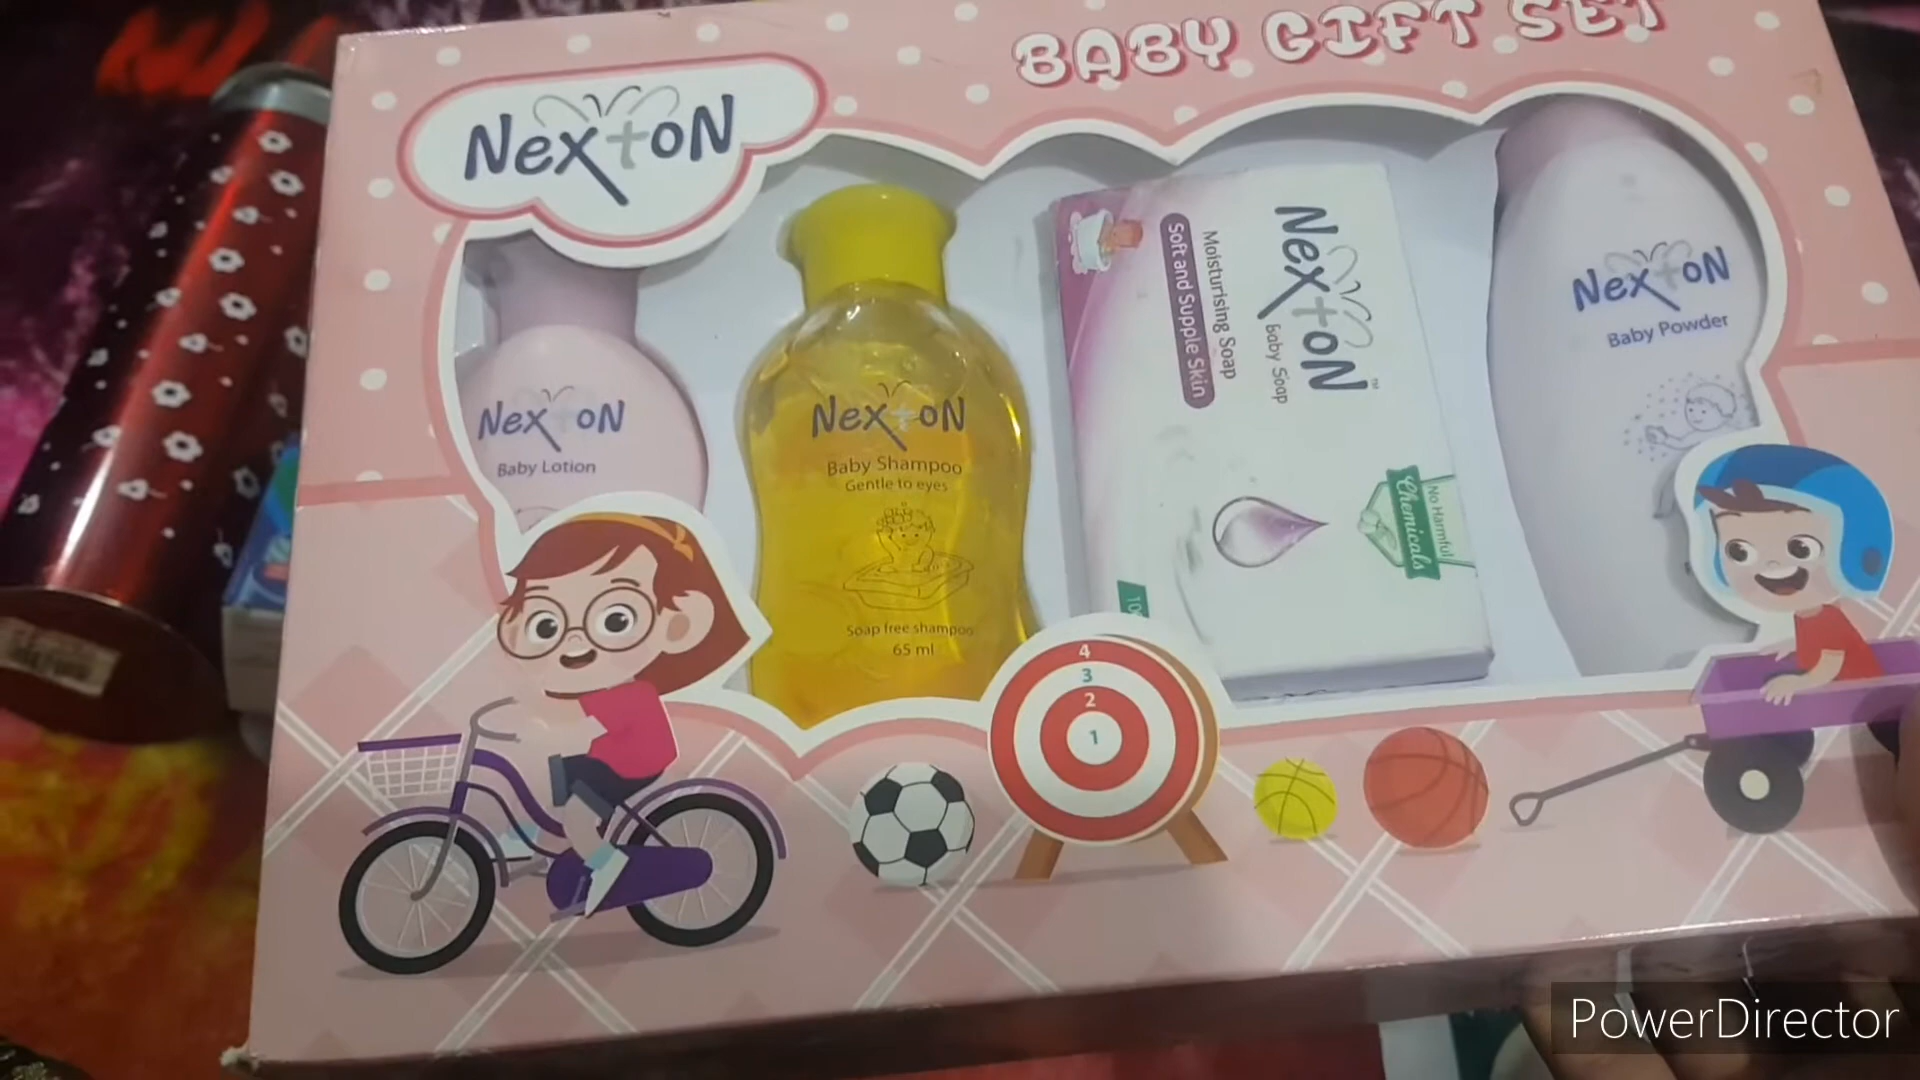 BABY GIFT SET
NexToN
NexToN
Baby Lotion
NexToN
Baby Shampoo
Gentle to eyes
Soap free shampoo
65 ml
NexToN™
Baby Soap
Moisturising Soap
Soft and Supple Skin
No Harmful
Chemicals
NexToN
Baby Powder
4
3
2
1
PowerDirector